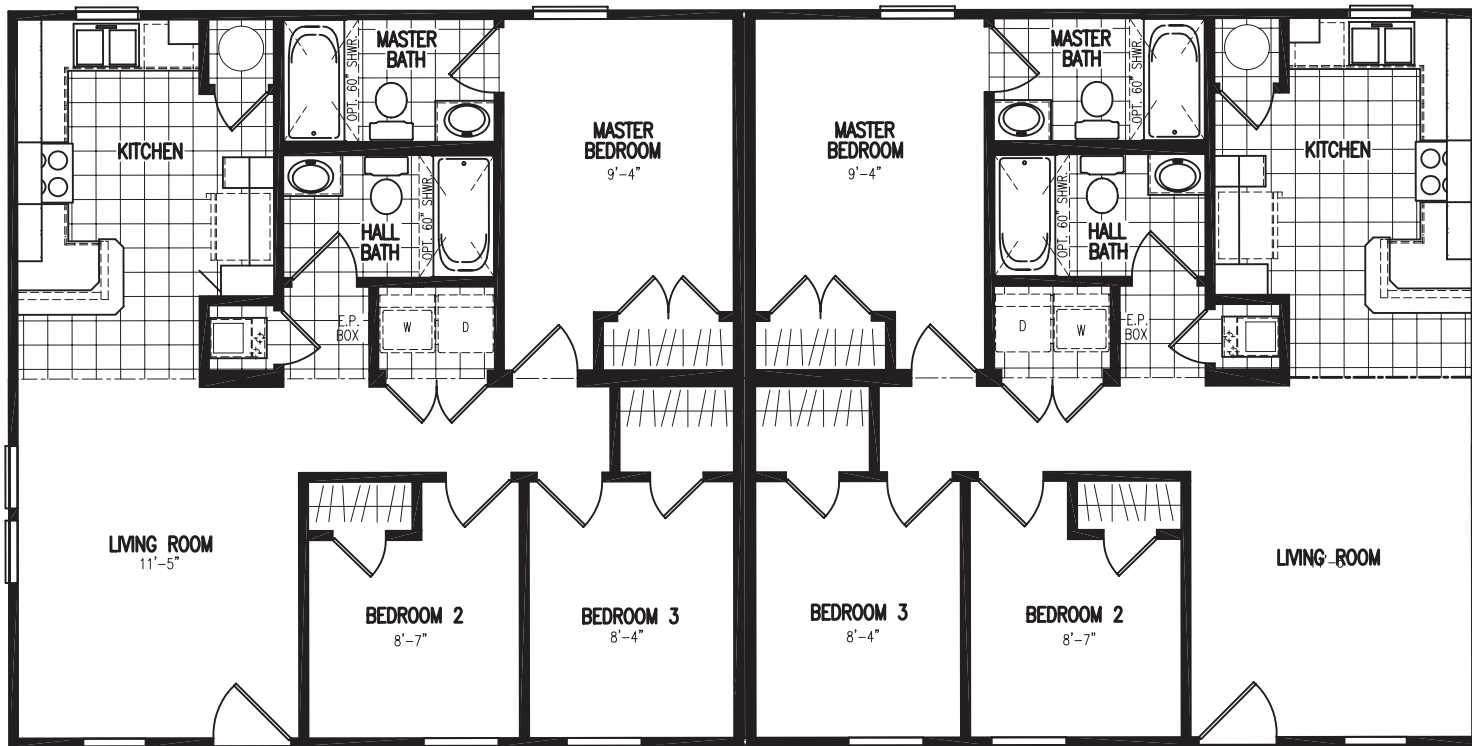 MASTER
BATH
OPT. 60" SHWR.
KITCHEN
MASTER
BEDROOM
9'-4"
HALL
BATH
OPT. 60" SHWR.
E.P.
BOX
W
D
LIVING ROOM
11'-5"
BEDROOM 2
8'-7"
BEDROOM 3
8'-4"
MASTER
BEDROOM
9'-4"
MASTER
BATH
OPT. 60" SHWR.
KITCHEN
OPT. 60" SHWR.
HALL
BATH
D
W
E.P.
BOX
BEDROOM 3
8'-4"
BEDROOM 2
8'-7"
LIVING ROOM